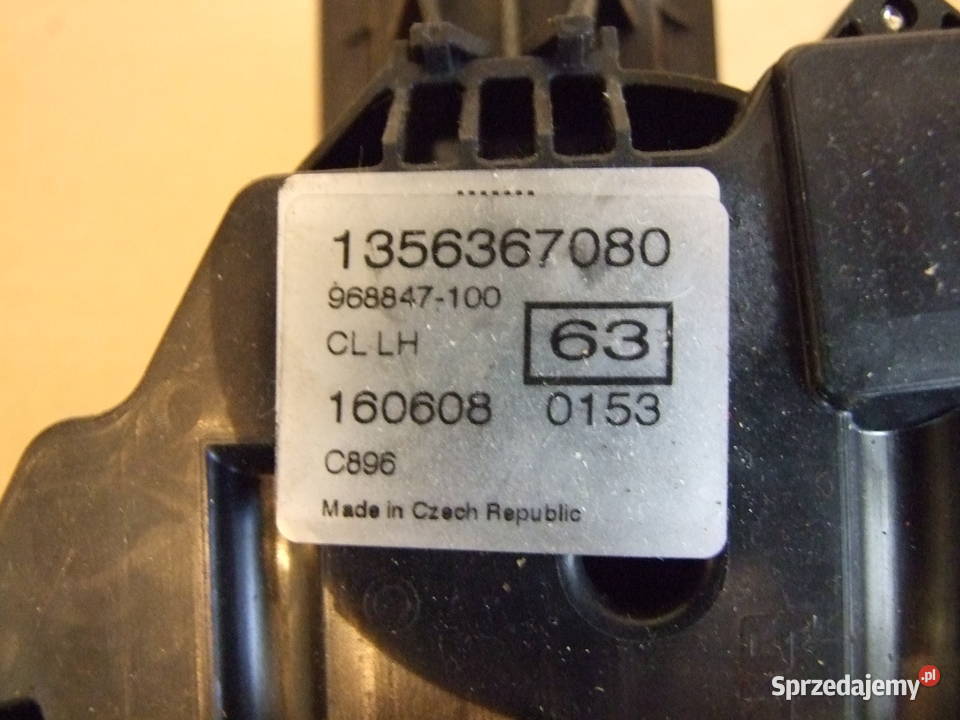 1356367080
968847-100
CL LH 63
160608 0153
C896
Made in Czech Republic
Sprzedajemy.pl